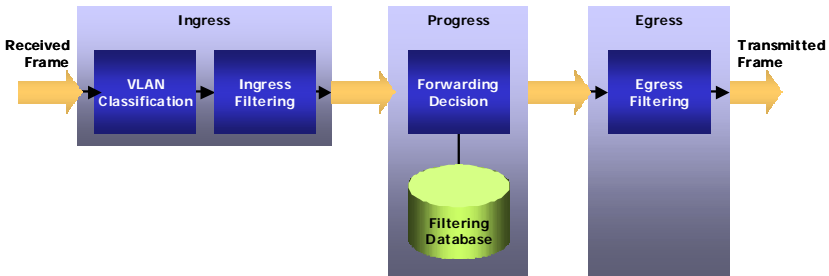 Ingress
Progress
Egress
Received
Frame
VLAN
Classification
Ingress
Filtering
Forwarding
Decision
Egress
Filtering
Transmitted
Frame
Filtering
Database